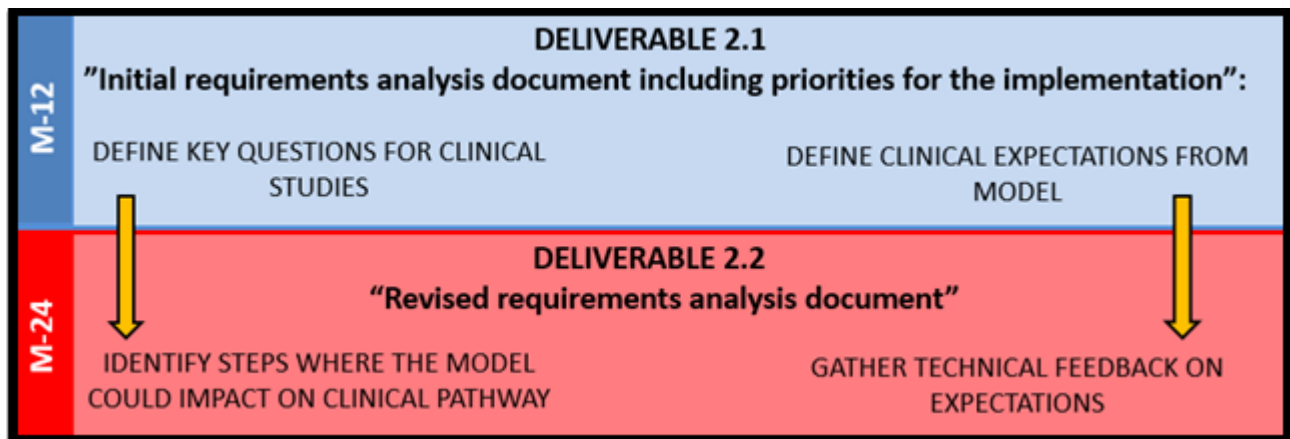 M-12
DELIVERABLE 2.1
”Initial requirements analysis document including priorities for the implementation”:
DEFINE KEY QUESTIONS FOR CLINICAL
STUDIES
DEFINE CLINICAL EXPECTATIONS FROM
MODEL
M-24
DELIVERABLE 2.2
“Revised requirements analysis document”
IDENTIFY STEPS WHERE THE MODEL
COULD IMPACT ON CLINICAL PATHWAY
GATHER TECHNICAL FEEDBACK ON
EXPECTATIONS